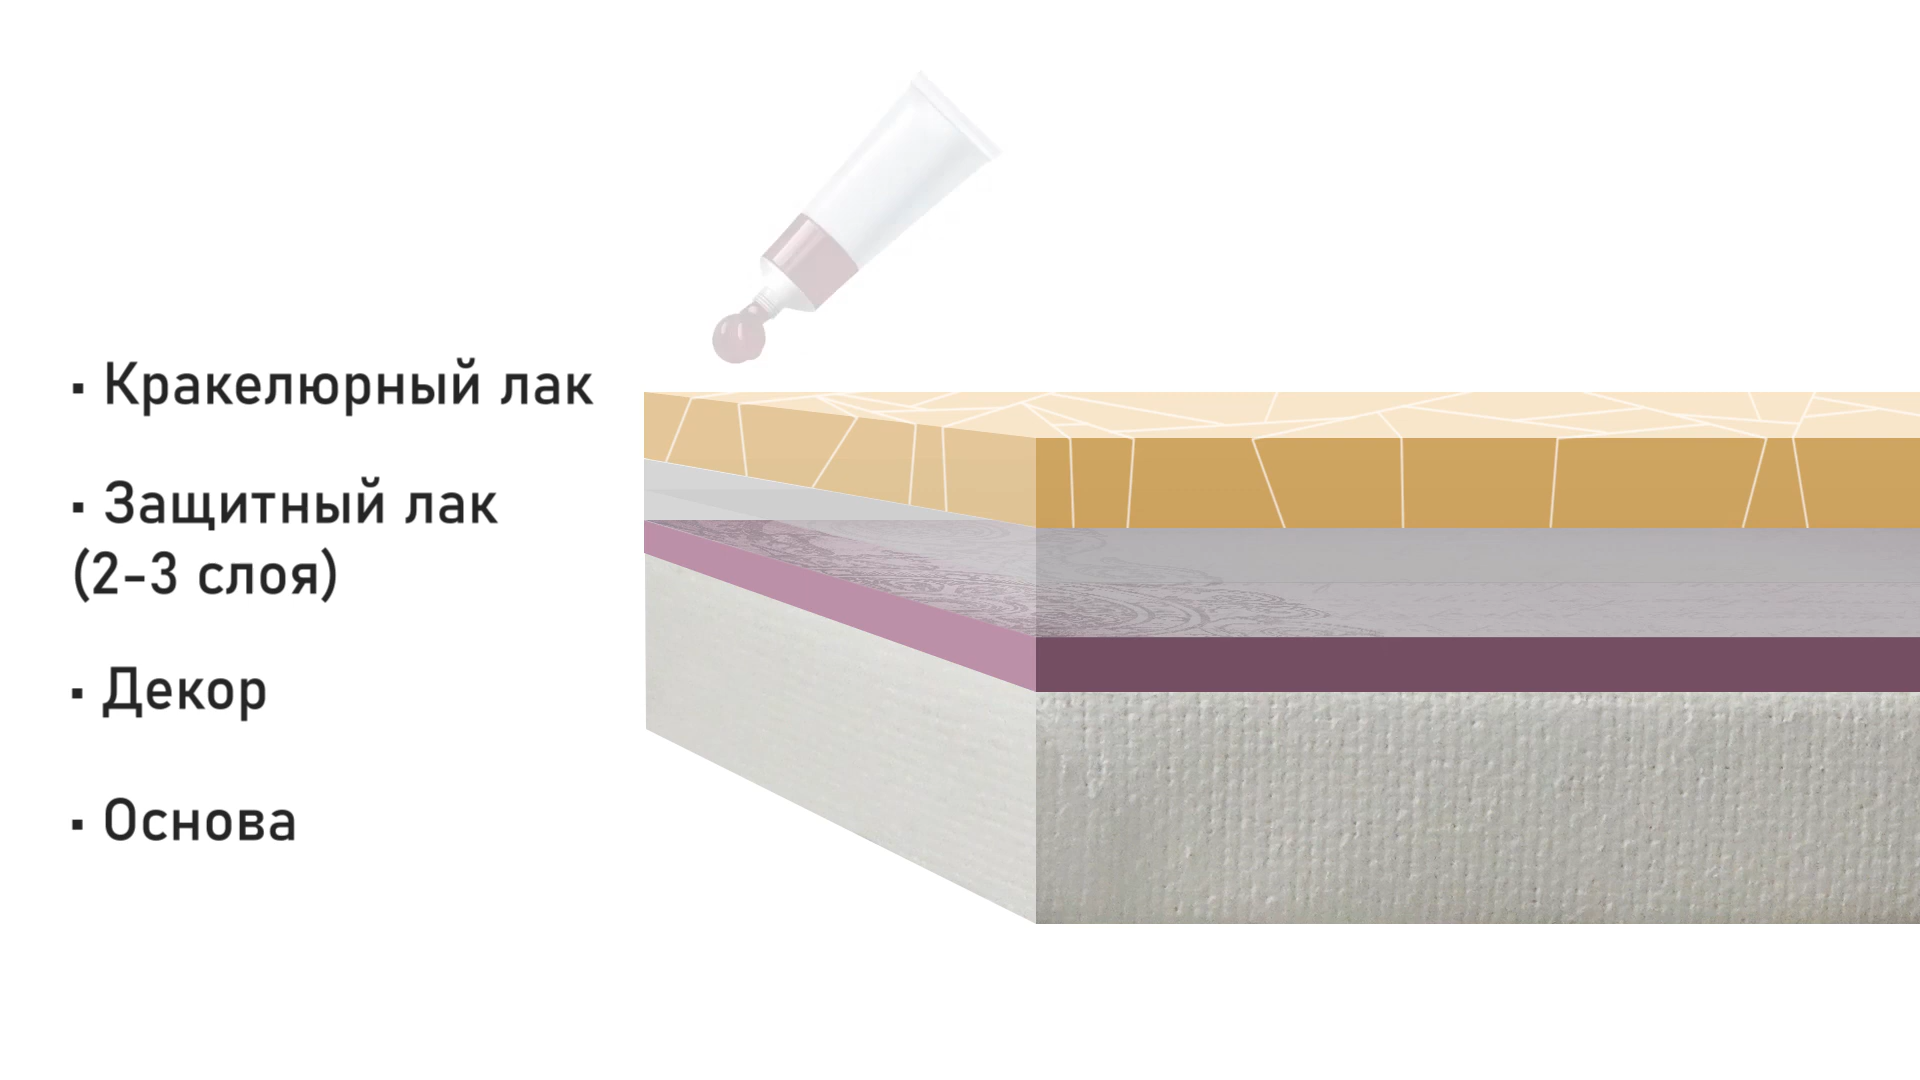 ▪ Кракелюрный лак
▪ Защитный лак
(2-3 слоя)
▪ Декор
▪ Основа